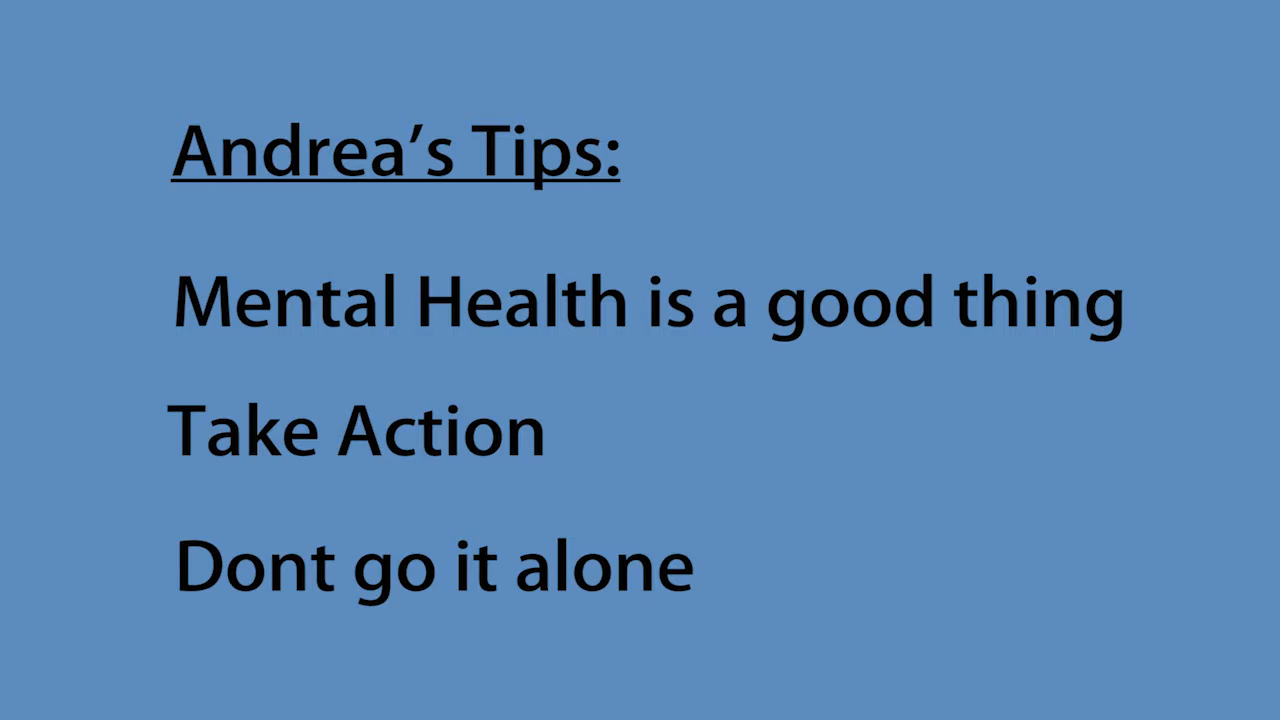 Andrea’s Tips:
Mental Health is a good thing
Take Action
Dont go it alone